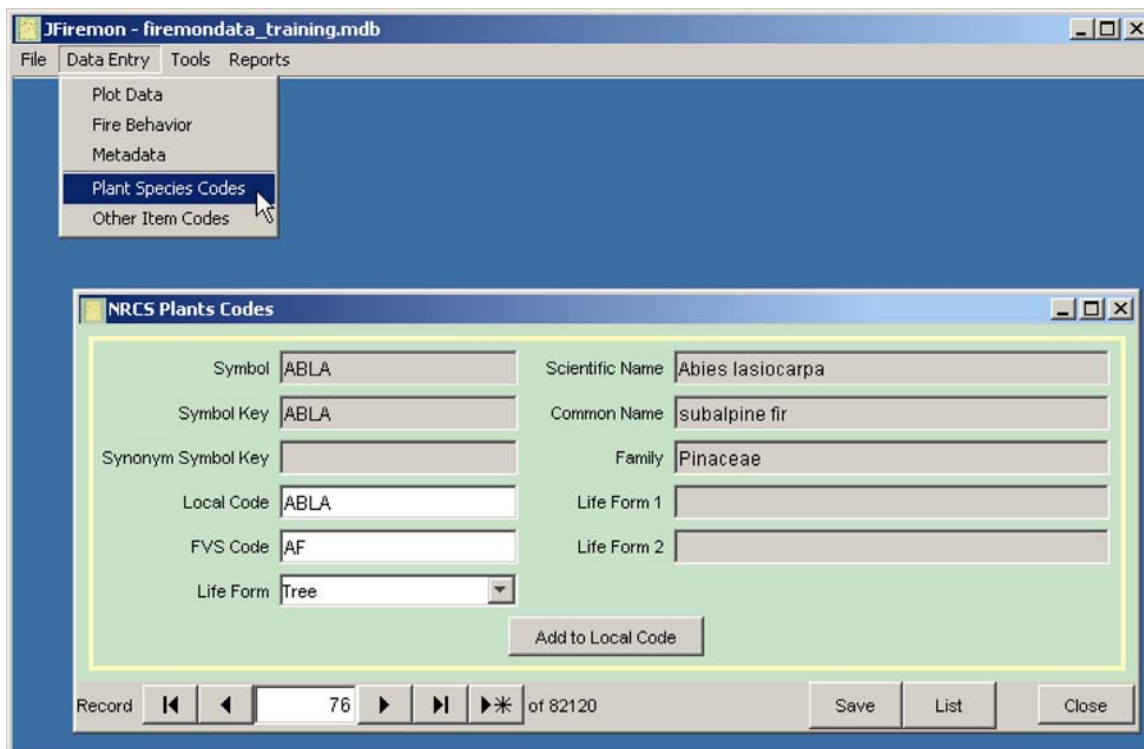 JFiremon - firemondata_training.mdb
File Data Entry Tools Reports
Plot Data
Fire Behavior
Metadata
Plant Species Codes
Other Item Codes
NRCS Plants Codes
Symbol ABLA Scientific Name Abies lasiocarpa
Symbol Key ABLA Common Name subalpine fir
Synonym Symbol Key Family Pinaceae
Local Code ABLA Life Form 1
FVS Code AF Life Form 2
Life Form Tree
Add to Local Code
Record 76 of 82120 Save List Close